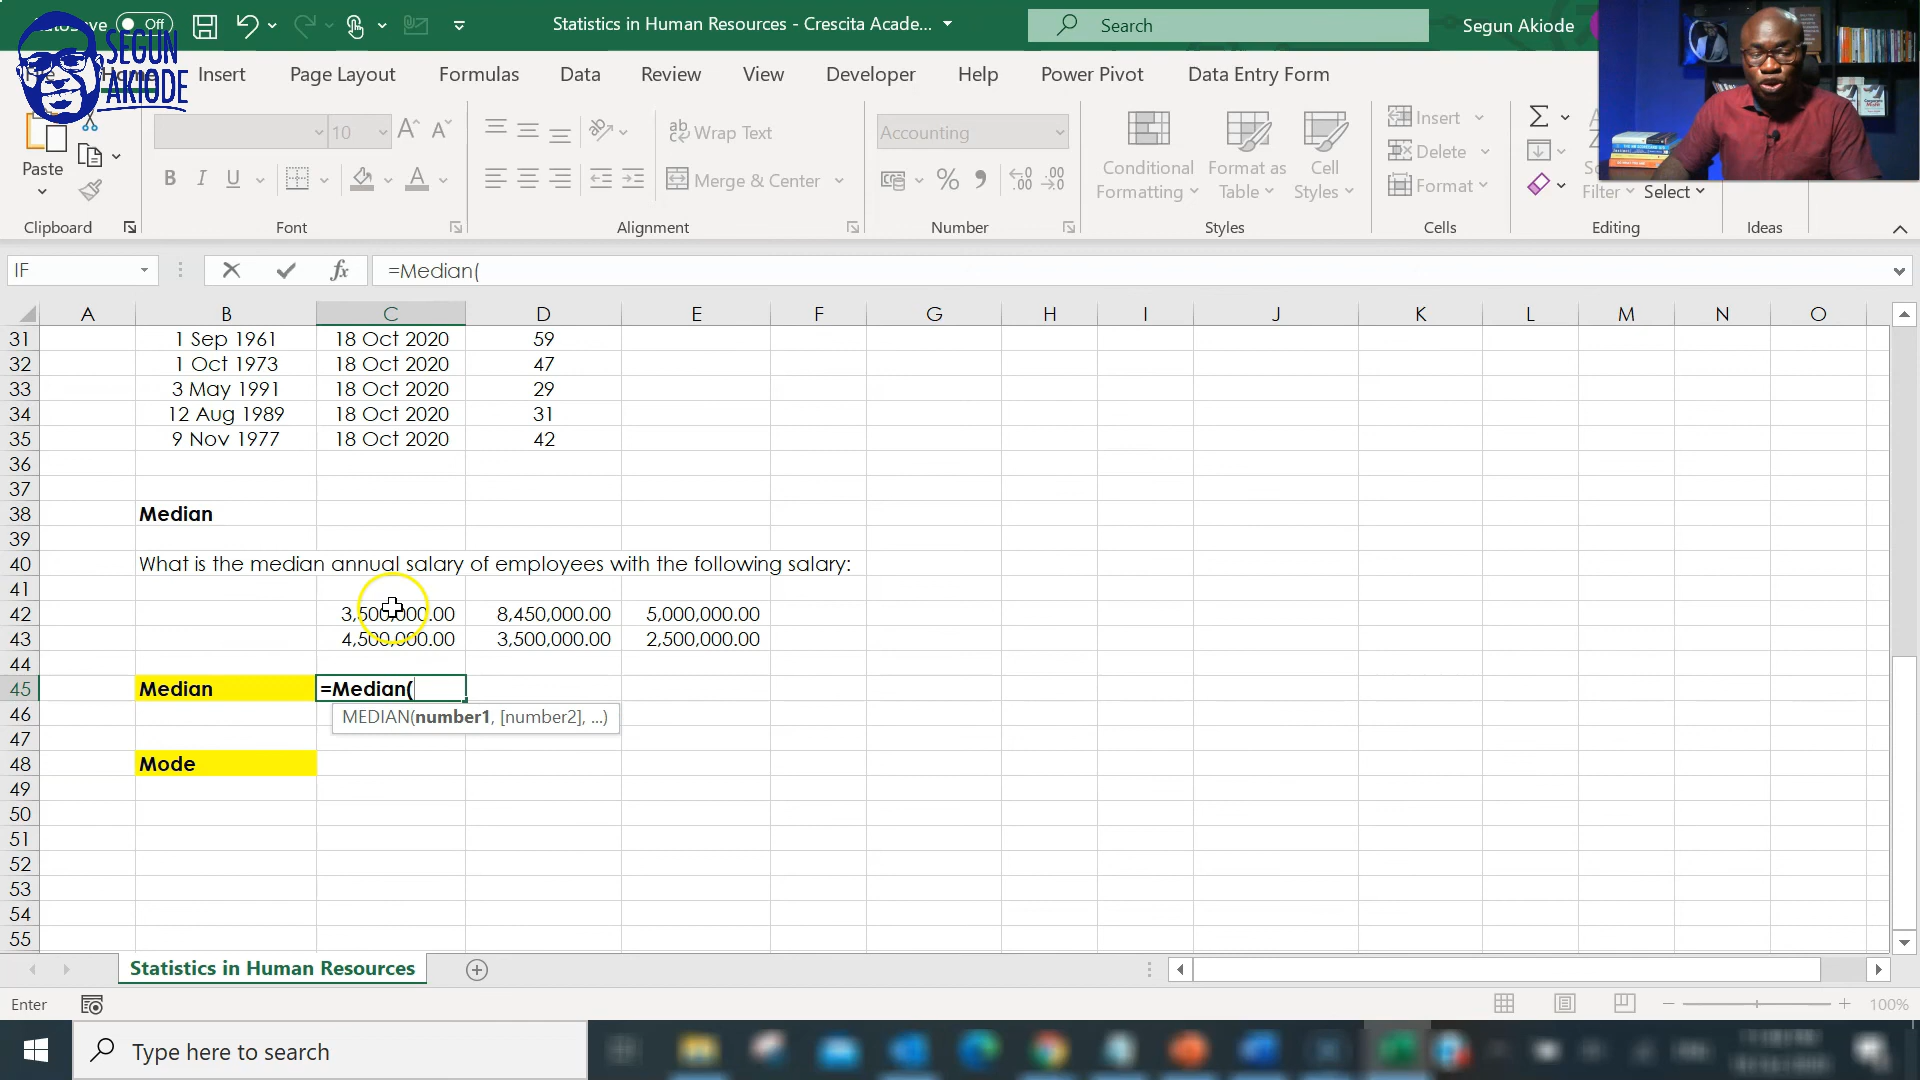 Off
Statistics in Human Resources - Crescita Acade...
Search
Segun Akiode
SEGUN
AKIODE
Insert
Page Layout
Formulas
Data
Review
View
Developer
Help
Power Pivot
Data Entry Form
10
Wrap Text
Accounting
Insert
Delete
Format
Paste
B I U
Merge & Center
Conditional
Formatting
Format as
Table
Cell
Styles
Filter
Select
Clipboard
Font
Alignment
Number
Styles
Cells
Editing
Ideas
IF
fx
=Median(
A B C D E F G H I J K L M N O
31 1 Sep 1961 18 Oct 2020 59
32 1 Oct 1973 18 Oct 2020 47
33 3 May 1991 18 Oct 2020 29
34 12 Aug 1989 18 Oct 2020 31
35 9 Nov 1977 18 Oct 2020 42
36
37
38 Median
39
40 What is the median annual salary of employees with the following salary:
41
42 3,500,000.00 8,450,000.00 5,000,000.00
43 4,500,000.00 3,500,000.00 2,500,000.00
44
45 Median =Median(
46 MEDIAN(number1, [number2], ...)
47
48 Mode
49
50
51
52
53
54
55
Statistics in Human Resources
Enter
100%
Type here to search